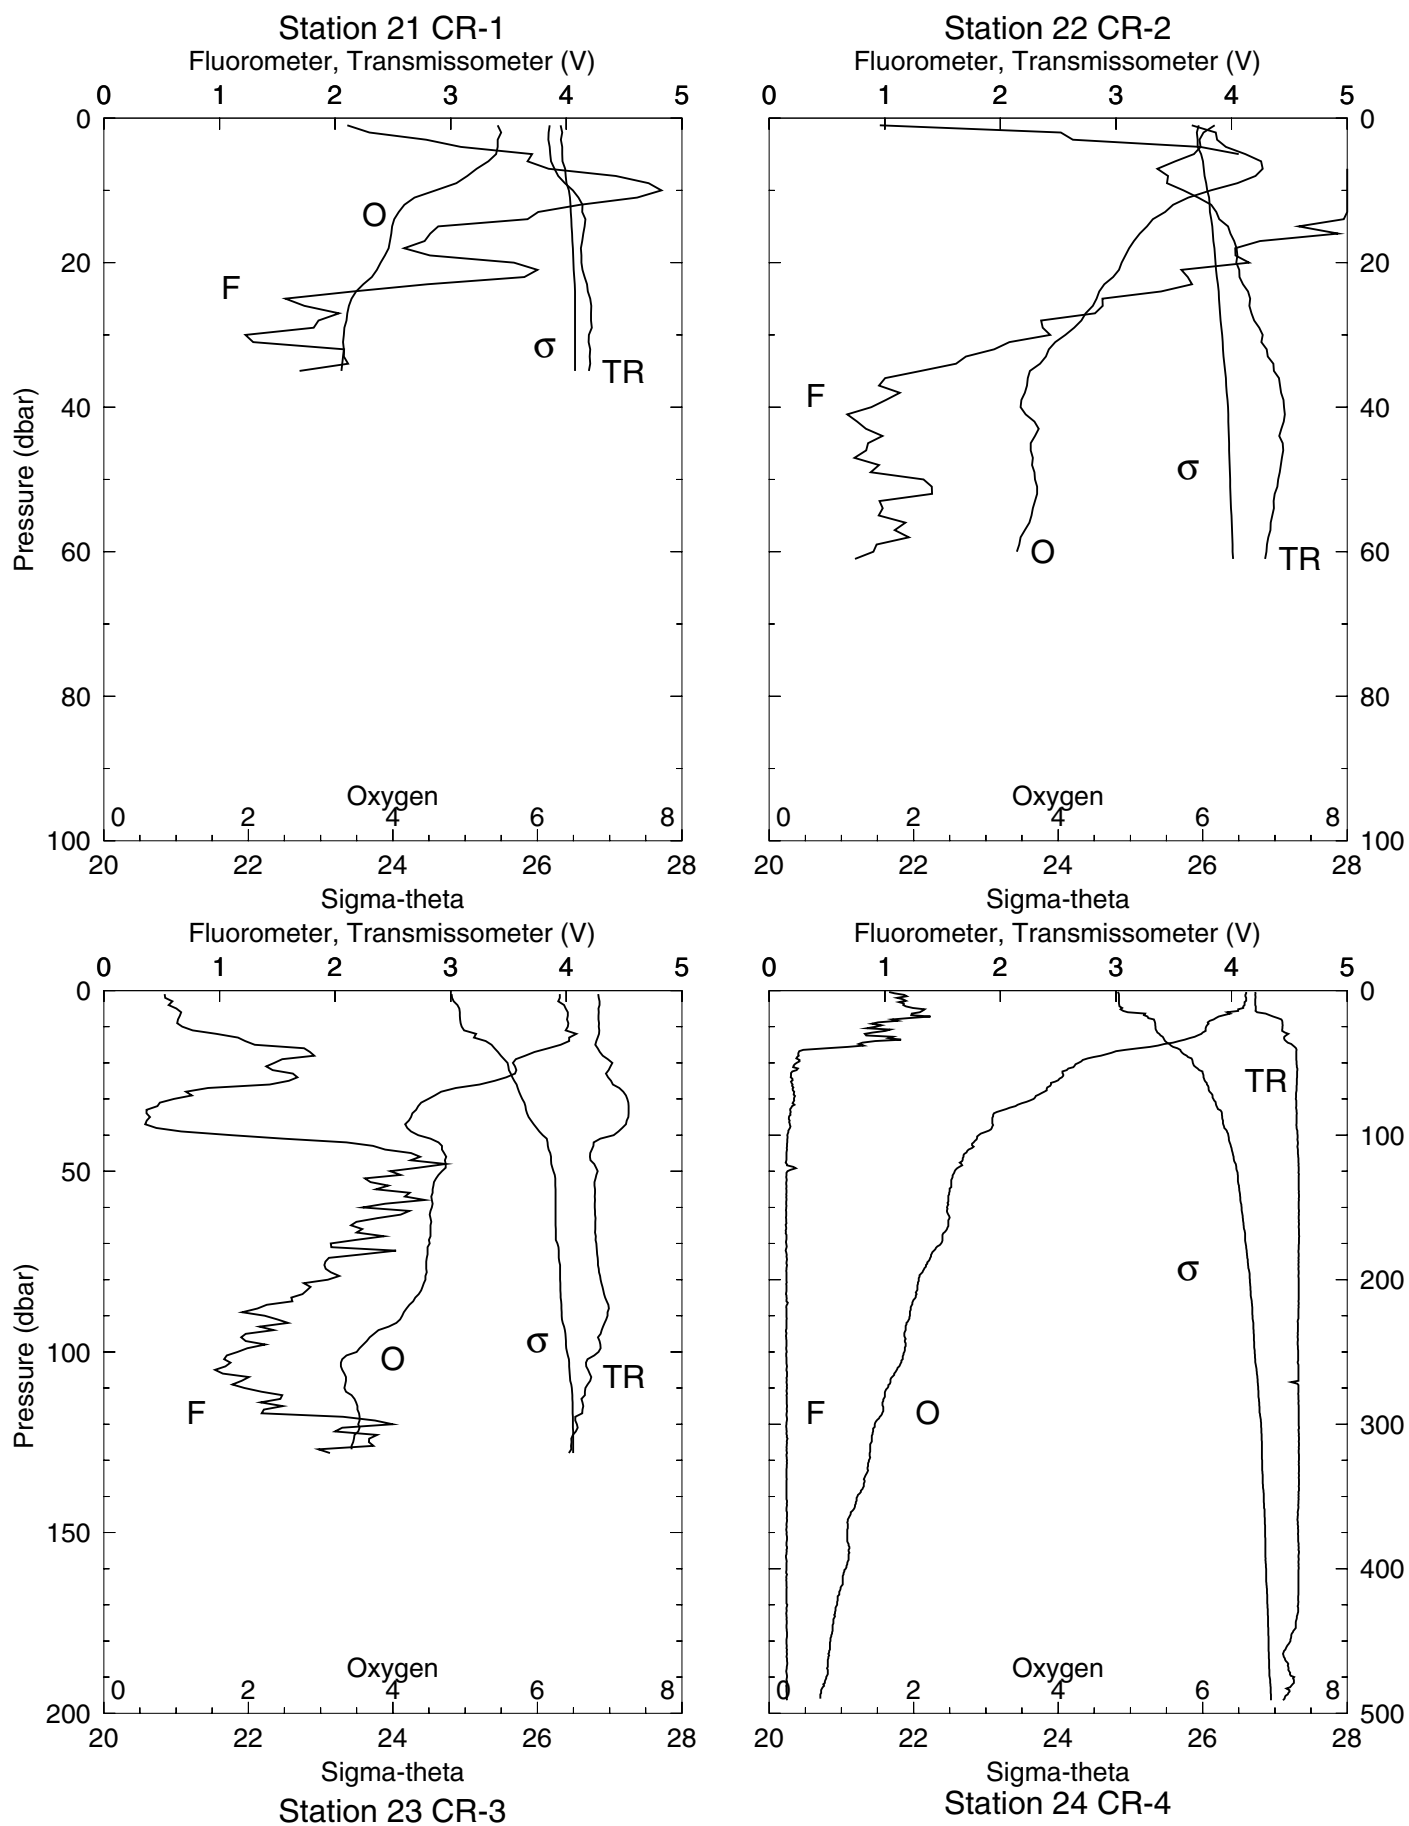 Station 21 CR-1
Fluorometer, Transmissometer (V)
0 1 2 3 4 5
0
20
40
60
80
100
Pressure (dbar)
O
F
σ
TR
Oxygen
0 2 4 6 8
20 22 24 26 28
Sigma-theta
Station 22 CR-2
Fluorometer, Transmissometer (V)
0 1 2 3 4 5
0
20
40
60
80
100
F
σ
O
TR
Oxygen
0 2 4 6 8
20 22 24 26 28
Sigma-theta
Fluorometer, Transmissometer (V)
0 1 2 3 4 5
0
50
100
150
200
Pressure (dbar)
σ
O
TR
F
Oxygen
0 2 4 6 8
20 22 24 26 28
Sigma-theta
Station 23 CR-3
Fluorometer, Transmissometer (V)
0 1 2 3 4 5
0
100
200
300
400
500
TR
σ
F
O
Oxygen
0 2 4 6 8
20 22 24 26 28
Sigma-theta
Station 24 CR-4